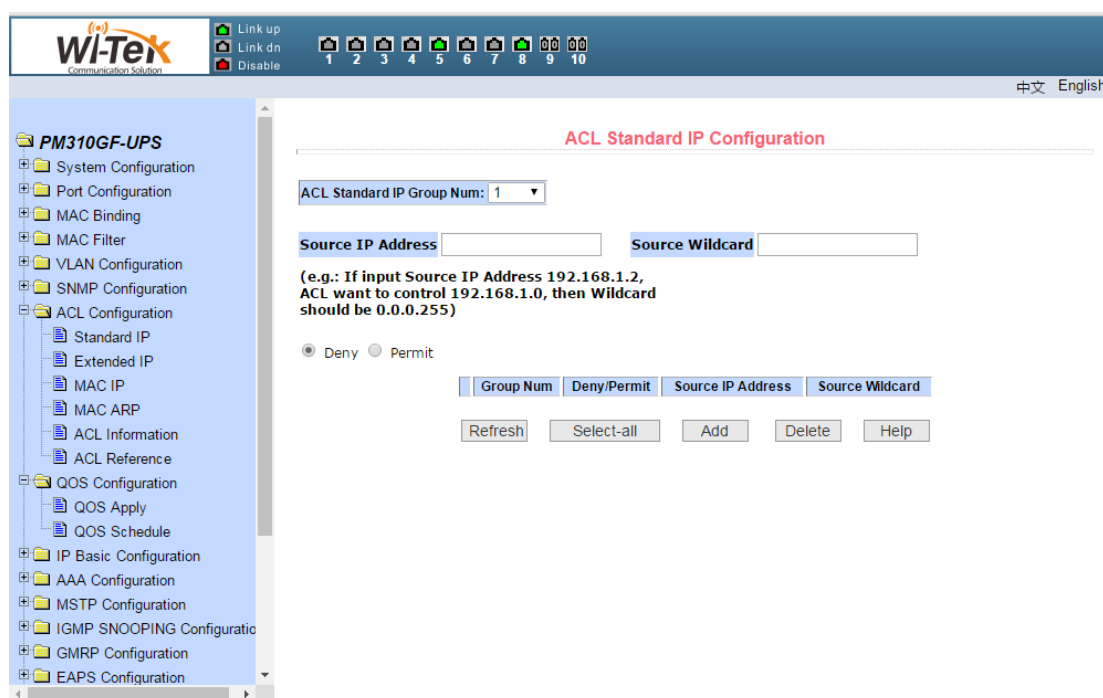 Wi-Tek
Communication Solution
Link up
Link dn
Disable
1 2 3 4 5 6 7 8 9 10
中文 English
PM310GF-UPS
System Configuration
Port Configuration
MAC Binding
MAC Filter
VLAN Configuration
SNMP Configuration
ACL Configuration
Standard IP
Extended IP
MAC IP
MAC ARP
ACL Information
ACL Reference
QOS Configuration
QOS Apply
QOS Schedule
IP Basic Configuration
AAA Configuration
MSTP Configuration
IGMP SNOOPING Configuratio
GMRP Configuration
EAPS Configuration
ACL Standard IP Configuration
ACL Standard IP Group Num: 1
Source IP Address Source Wildcard
(e.g.: If input Source IP Address 192.168.1.2,
ACL want to control 192.168.1.0, then Wildcard
should be 0.0.0.255)
Deny Permit
Group Num Deny/Permit Source IP Address Source Wildcard
Refresh Select-all Add Delete Help